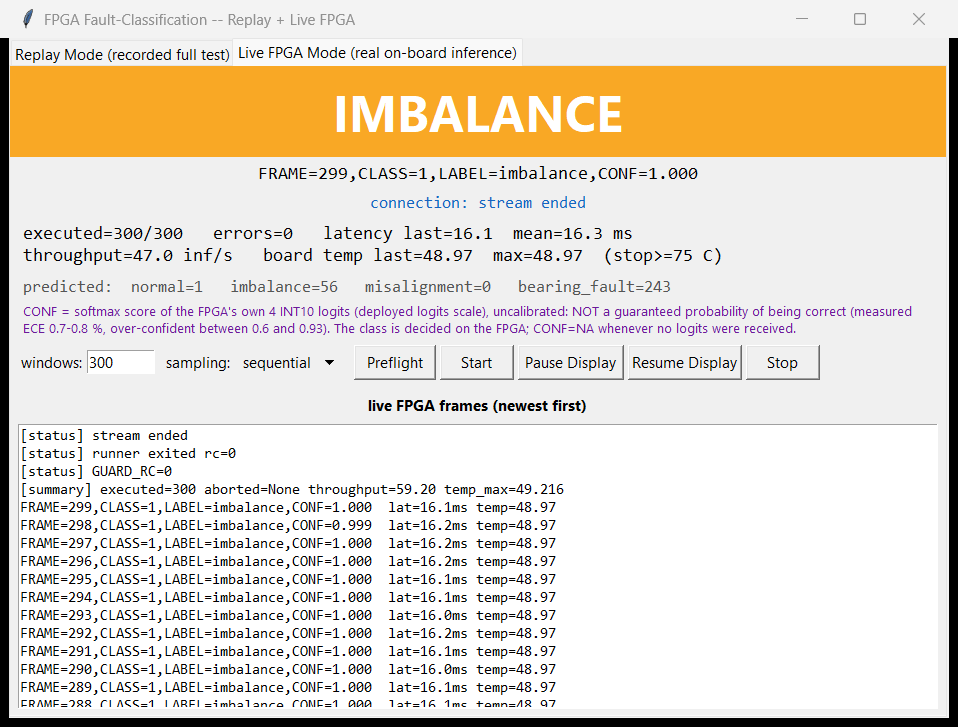 FPGA Fault-Classification -- Replay + Live FPGA
Replay Mode (recorded full test) Live FPGA Mode (real on-board inference)
IMBALANCE
FRAME=299,CLASS=1,LABEL=imbalance,CONF=1.000
connection: stream ended
executed=300/300 errors=0 latency last=16.1 mean=16.3 ms
throughput=47.0 inf/s board temp last=48.97 max=48.97 (stop>=75 C)
predicted: normal=1 imbalance=56 misalignment=0 bearing_fault=243
CONF = softmax score of the FPGA's own 4 INT10 logits (deployed logits scale), uncalibrated: NOT a guaranteed probability of being correct (measured
ECE 0.7-0.8 %, over-confident between 0.6 and 0.93). The class is decided on the FPGA; CONF=NA whenever no logits were received.
windows: 300 sampling: sequential Preflight Start Pause Display Resume Display Stop
live FPGA frames (newest first)
[status] stream ended
[status] runner exited rc=0
[status] GUARD_RC=0
[summary] executed=300 aborted=None throughput=59.20 temp_max=49.216
FRAME=299,CLASS=1,LABEL=imbalance,CONF=1.000 lat=16.1ms temp=48.97
FRAME=298,CLASS=1,LABEL=imbalance,CONF=0.999 lat=16.2ms temp=48.97
FRAME=297,CLASS=1,LABEL=imbalance,CONF=1.000 lat=16.2ms temp=48.97
FRAME=296,CLASS=1,LABEL=imbalance,CONF=1.000 lat=16.2ms temp=48.97
FRAME=295,CLASS=1,LABEL=imbalance,CONF=1.000 lat=16.1ms temp=48.97
FRAME=294,CLASS=1,LABEL=imbalance,CONF=1.000 lat=16.1ms temp=48.97
FRAME=293,CLASS=1,LABEL=imbalance,CONF=1.000 lat=16.0ms temp=48.97
FRAME=292,CLASS=1,LABEL=imbalance,CONF=1.000 lat=16.2ms temp=48.97
FRAME=291,CLASS=1,LABEL=imbalance,CONF=1.000 lat=16.1ms temp=48.97
FRAME=290,CLASS=1,LABEL=imbalance,CONF=1.000 lat=16.0ms temp=48.97
FRAME=289,CLASS=1,LABEL=imbalance,CONF=1.000 lat=16.1ms temp=48.97
FRAME=288,CLASS=1,LABEL=imbalance,CONF=1.000 lat=16.1ms temp=48.97